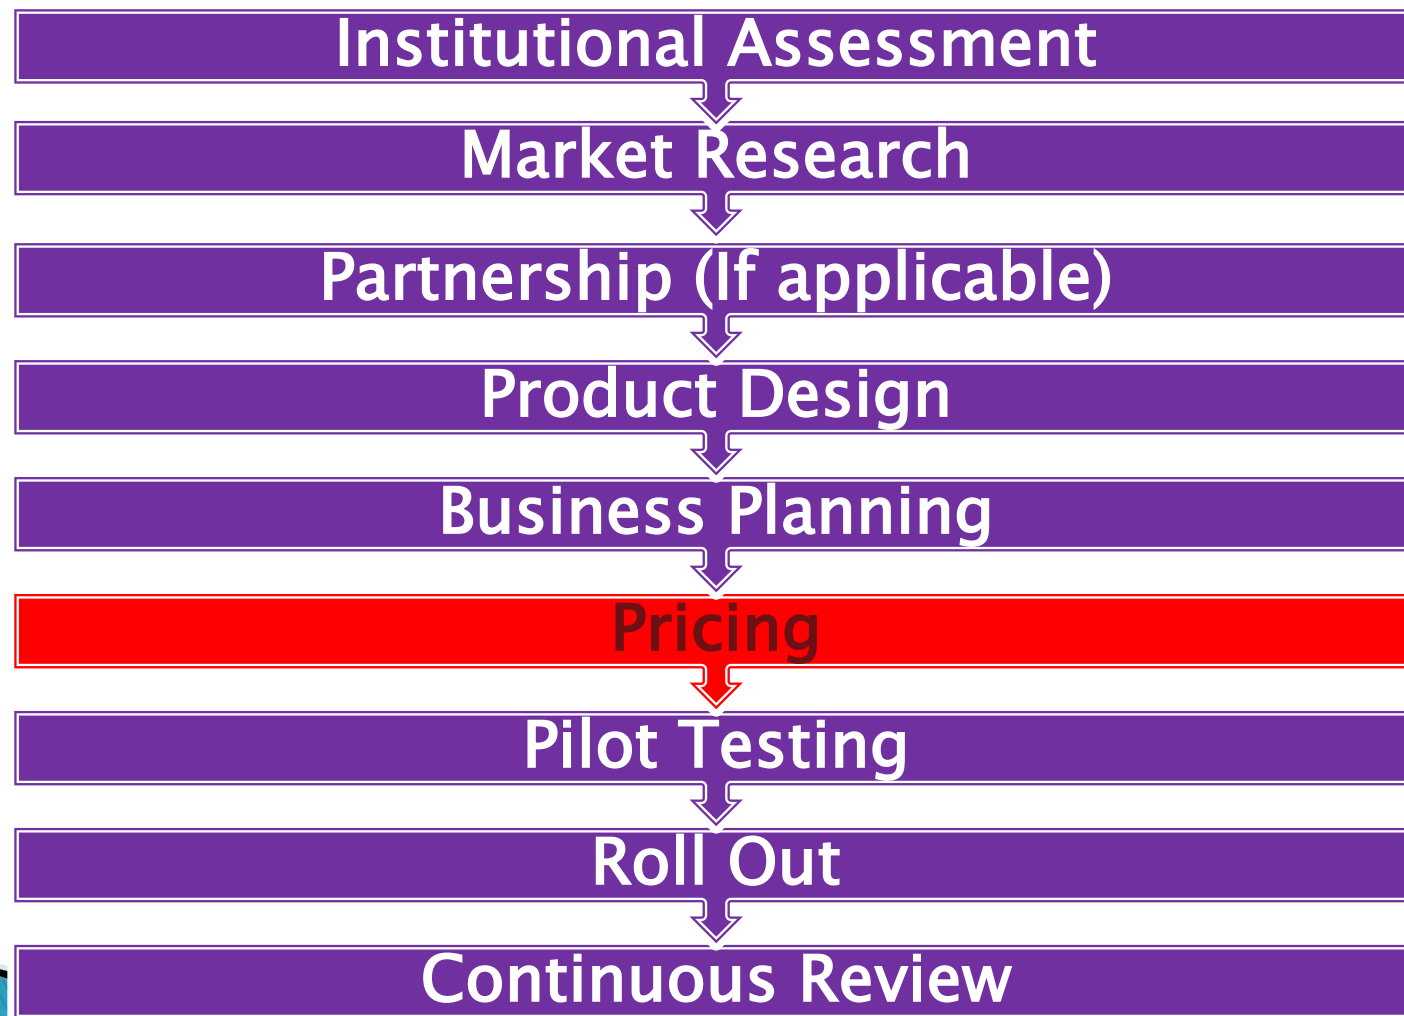 Institutional Assessment
Market Research
Partnership (If applicable)
Product Design
Business Planning
Pricing
Pilot Testing
Roll Out
Continuous Review